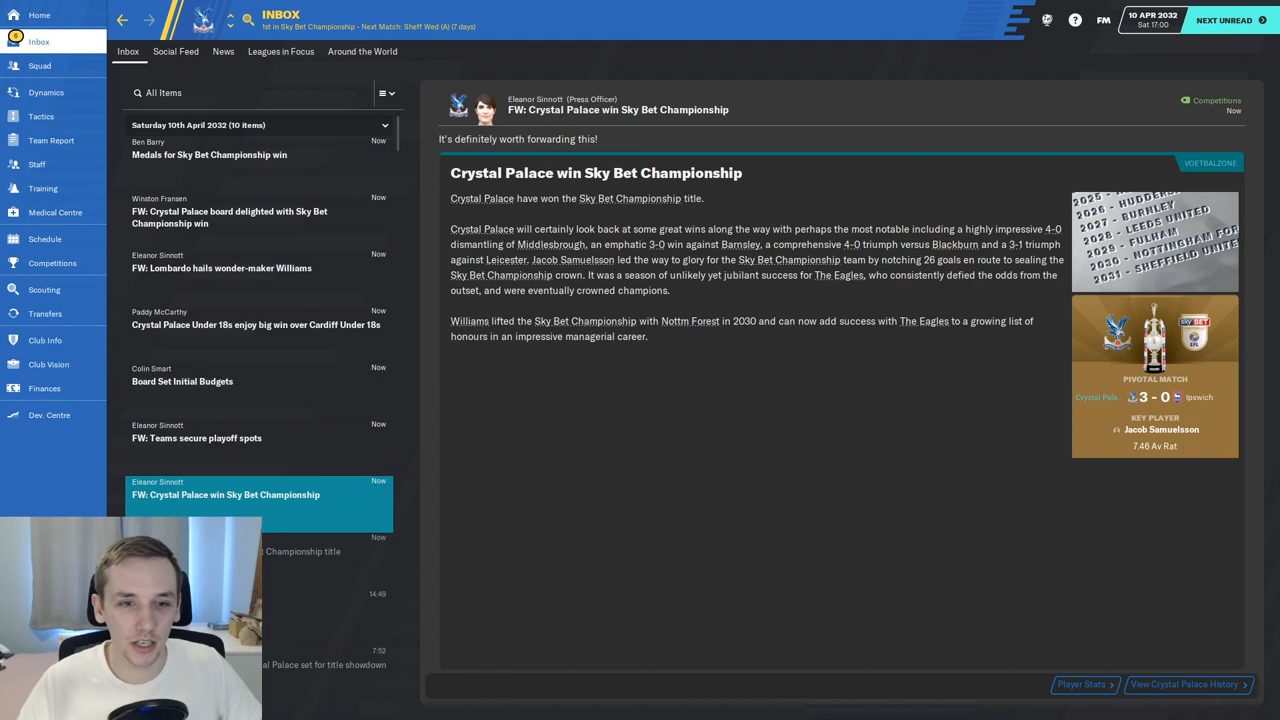 Home
INBOX
1st in Sky Bet Championship - Next Match: Sheff Wed (A) (7 days)
FM
10 APR 2032
Sat 17:00
NEXT UNREAD
6
Inbox
Squad
Dynamics
Tactics
Team Report
Staff
Training
Medical Centre
Schedule
Competitions
Scouting
Transfers
Club Info
Club Vision
Finances
Dev. Centre
Inbox
Social Feed
News
Leagues in Focus
Around the World
All Items
Saturday 10th April 2032 (10 items)
Ben Barry
Now
Medals for Sky Bet Championship win
Winston Fransen
Now
FW: Crystal Palace board delighted with Sky Bet
Championship win
Eleanor Sinnott
Now
FW: Lombardo hails wonder-maker Williams
Paddy McCarthy
Now
Crystal Palace Under 18s enjoy big win over Cardiff Under 18s
Colin Smart
Now
Board Set Initial Budgets
Eleanor Sinnott
Now
FW: Teams secure playoff spots
Eleanor Sinnott
Now
FW: Crystal Palace win Sky Bet Championship
Now
t Championship title
14:49
7:52
al Palace set for title showdown
Eleanor Sinnott (Press Officer)
FW: Crystal Palace win Sky Bet Championship
Competitions
Now
It's definitely worth forwarding this!
VOETBALZONE
Crystal Palace win Sky Bet Championship
Crystal Palace have won the Sky Bet Championship title.
Crystal Palace will certainly look back at some great wins along the way with perhaps the most notable including a highly impressive 4-0
dismantling of Middlesbrough, an emphatic 3-0 win against Barnsley, a comprehensive 4-0 triumph versus Blackburn and a 3-1 triumph
against Leicester. Jacob Samuelsson led the way to glory for the Sky Bet Championship team by notching 26 goals en route to sealing the
Sky Bet Championship crown. It was a season of unlikely yet jubilant success for The Eagles, who consistently defied the odds from the
outset, and were eventually crowned champions.
Williams lifted the Sky Bet Championship with Nottm Forest in 2030 and can now add success with The Eagles to a growing list of
honours in an impressive managerial career.
2025 - HUDDERS
2027 - BURNLEY
2028 - LEEDS UNITED
2029 - FULHAM
2030 - NOTTINGHAM FOR
2031 - SHEFFIELD UNITE
SKY BET
EFL
PIVOTAL MATCH
Crystal Pala... 3 - 0 Ipswich
KEY PLAYER
Jacob Samuelsson
7.46 Av Rat
Player Stats
View Crystal Palace History